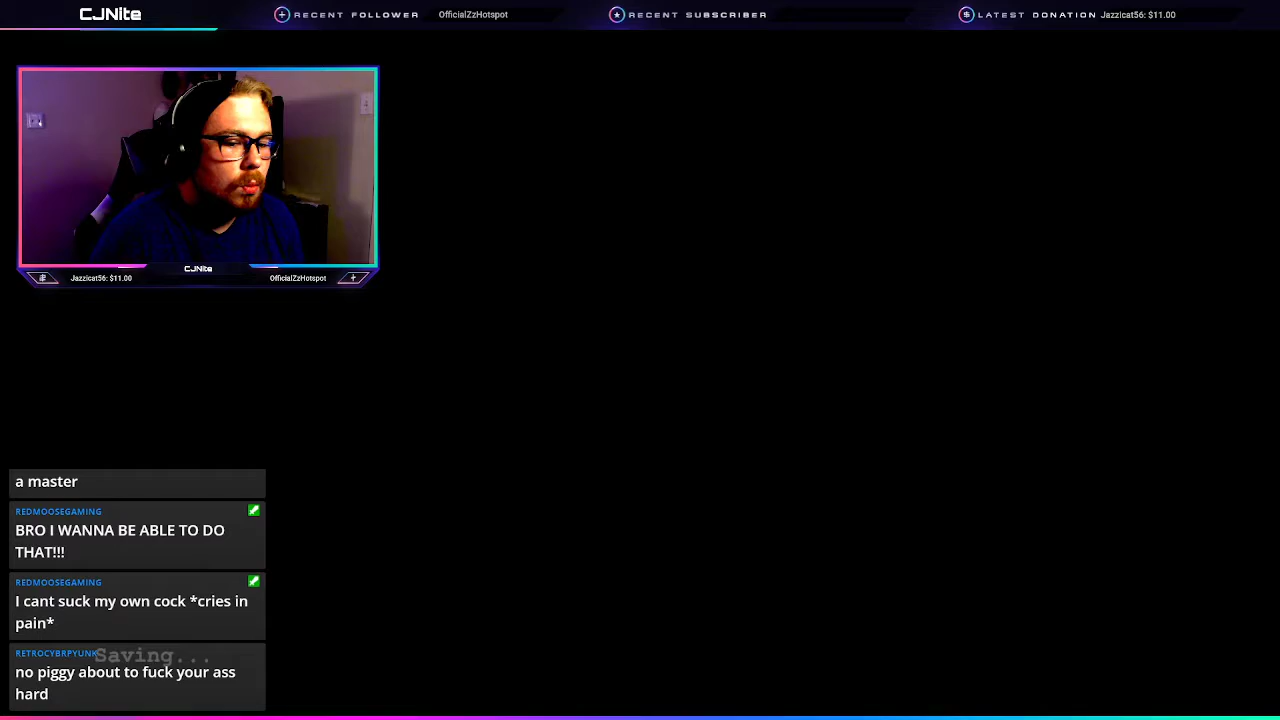 CJNite
RECENT FOLLOWER OfficialZzHotspot
RECENT SUBSCRIBER
LATEST DONATION Jazzicat56: $11.00
CJNite
Jazzicat56: $11.00
OfficialZzHotspot
a master
REDMOOSEGAMING
BRO I WANNA BE ABLE TO DO
THAT!!!
REDMOOSEGAMING
I cant suck my own cock *cries in
pain*
RETROCYBRPYUNK
Saving...
no piggy about to fuck your ass
hard